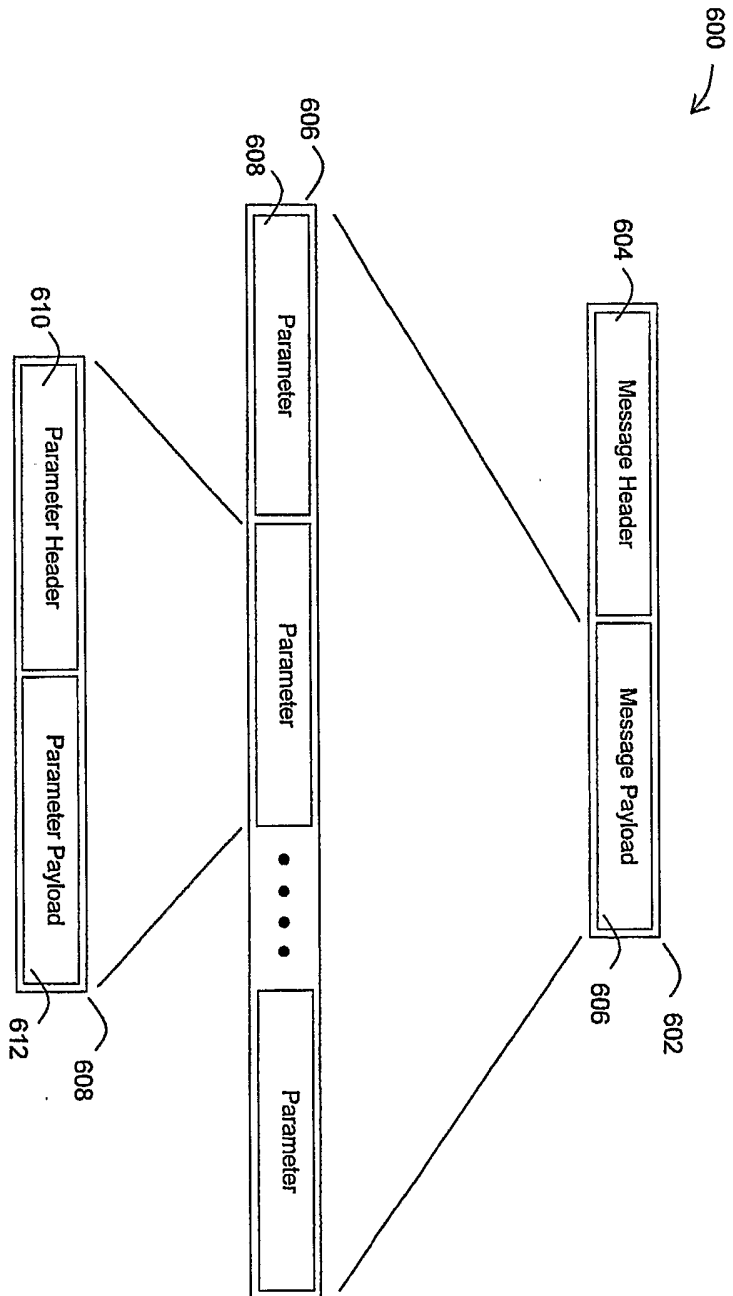 600
602
604
Message Header
Message Payload
606
606
608
Parameter
Parameter
Parameter
608
610
Parameter Header
Parameter Payload
612